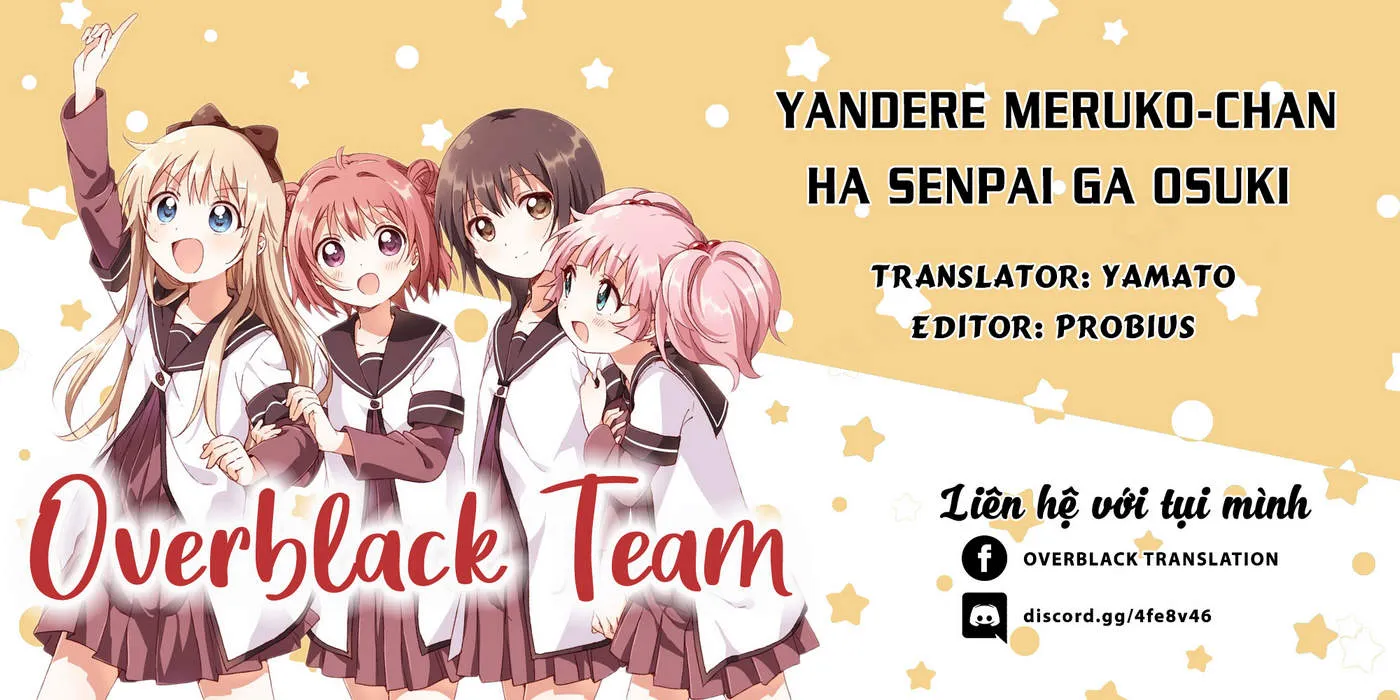 YANDERE MERUKO-CHAN
HA SENPAI GA OSUKI
TRANSLATOR: YAMATO
EDITOR: PROBIUS
Overblack Team
Liên hệ với tụi mình
f OVERBLACK TRANSLATION
discord.gg/4fe8v46